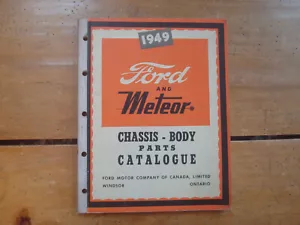 1949
Ford
AND
Meteor
CHASSIS - BODY
PARTS
CATALOGUE
FORD MOTOR COMPANY OF CANADA, LIMITED
WINDSOR ONTARIO